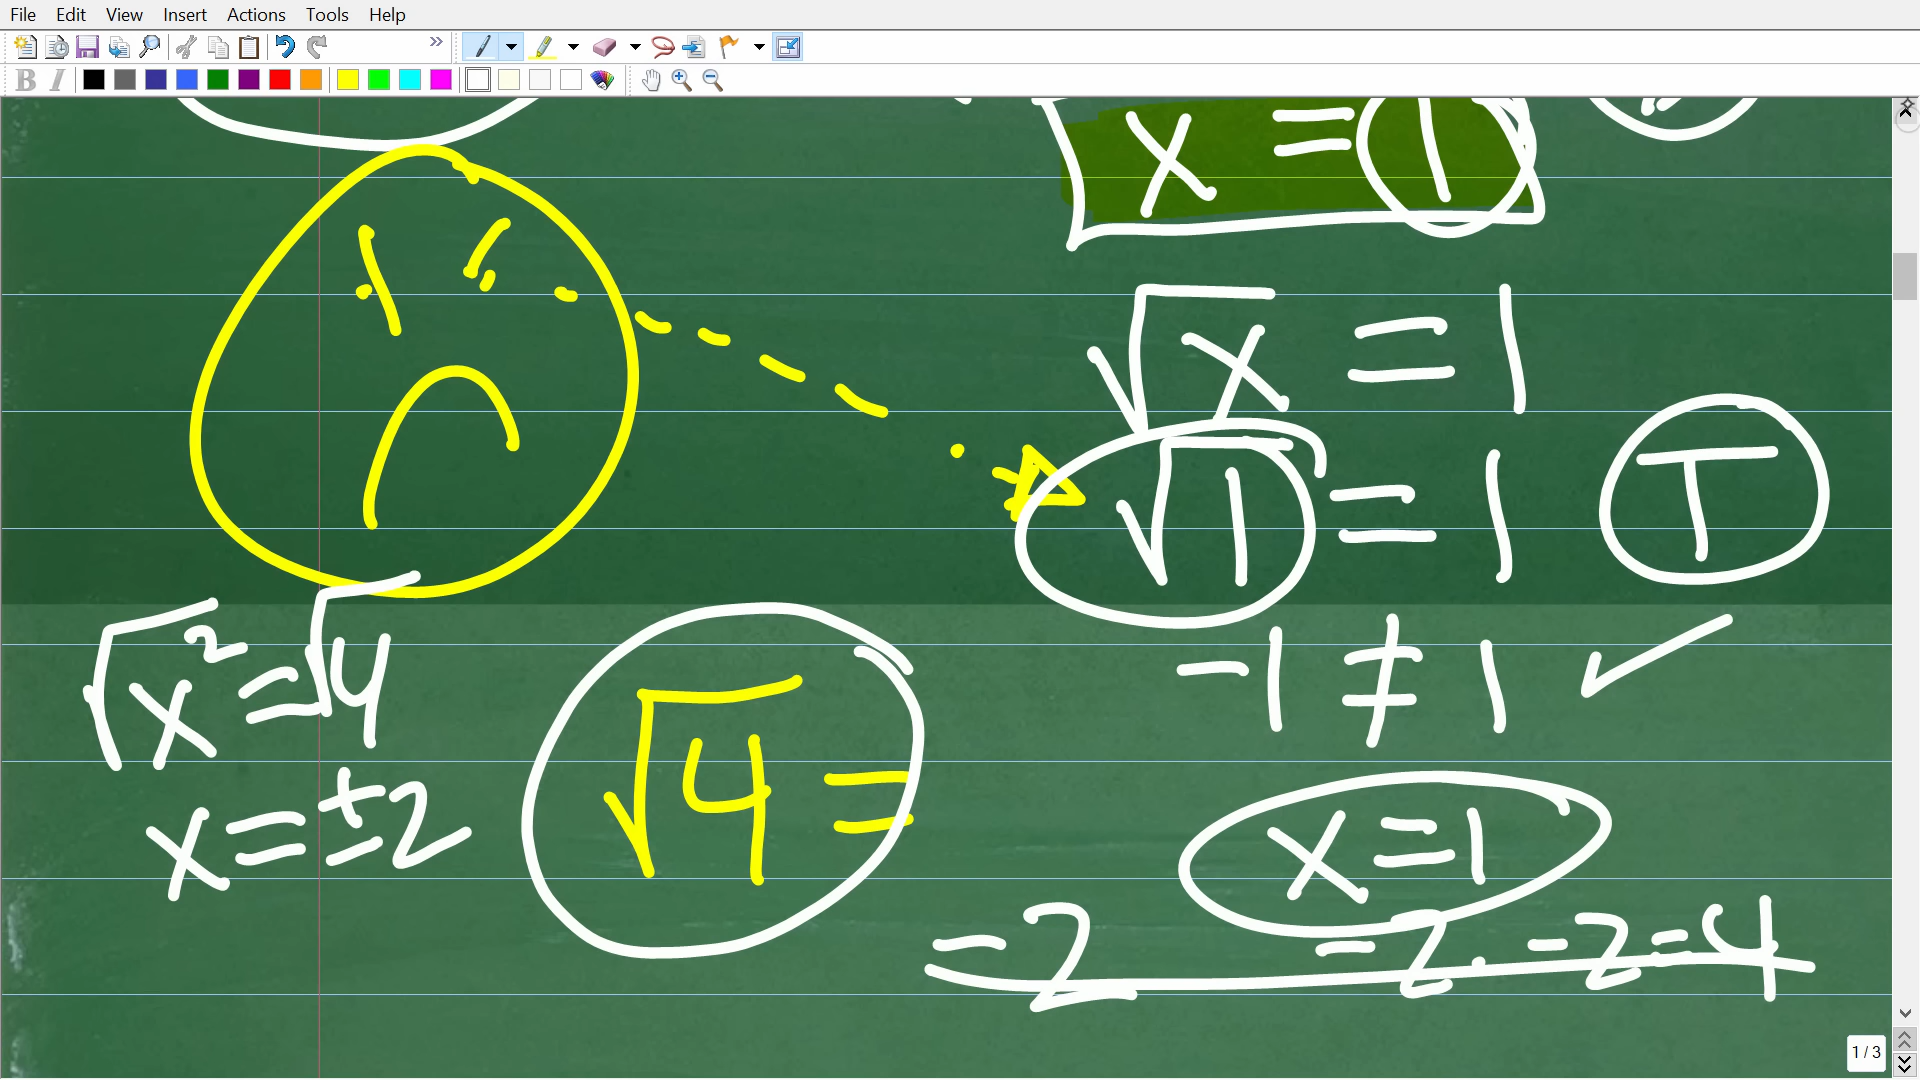 File Edit View Insert Actions Tools Help
B I
x = 1
√x = 1
√1 = 1 T
-1 ≠ 1 ✓
√x² = √4
x = ±2
√4 =
x = 1
-2 -2 · -2 = 4
1 / 3